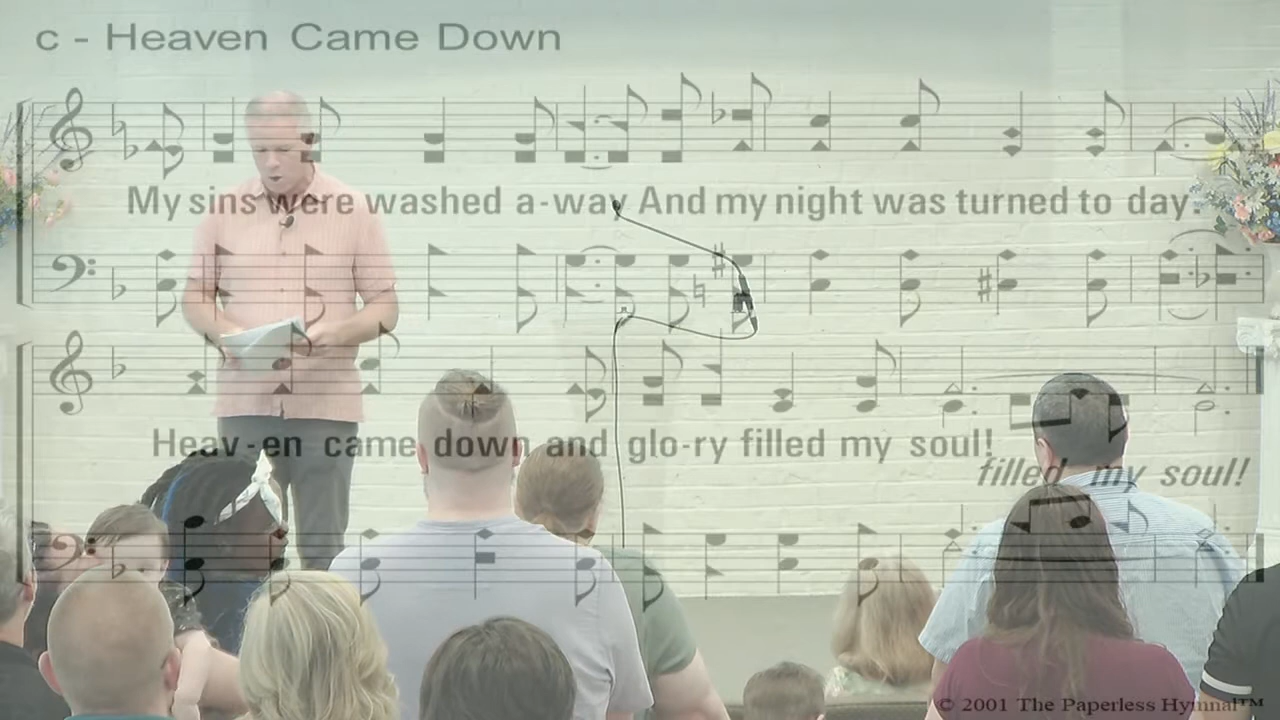 c - Heaven Came Down
My sins were washed a-way And my night was turned to day.
Heav-en came down and glo-ry filled my soul!
filled my soul!
© 2001 The Paperless Hymnal™